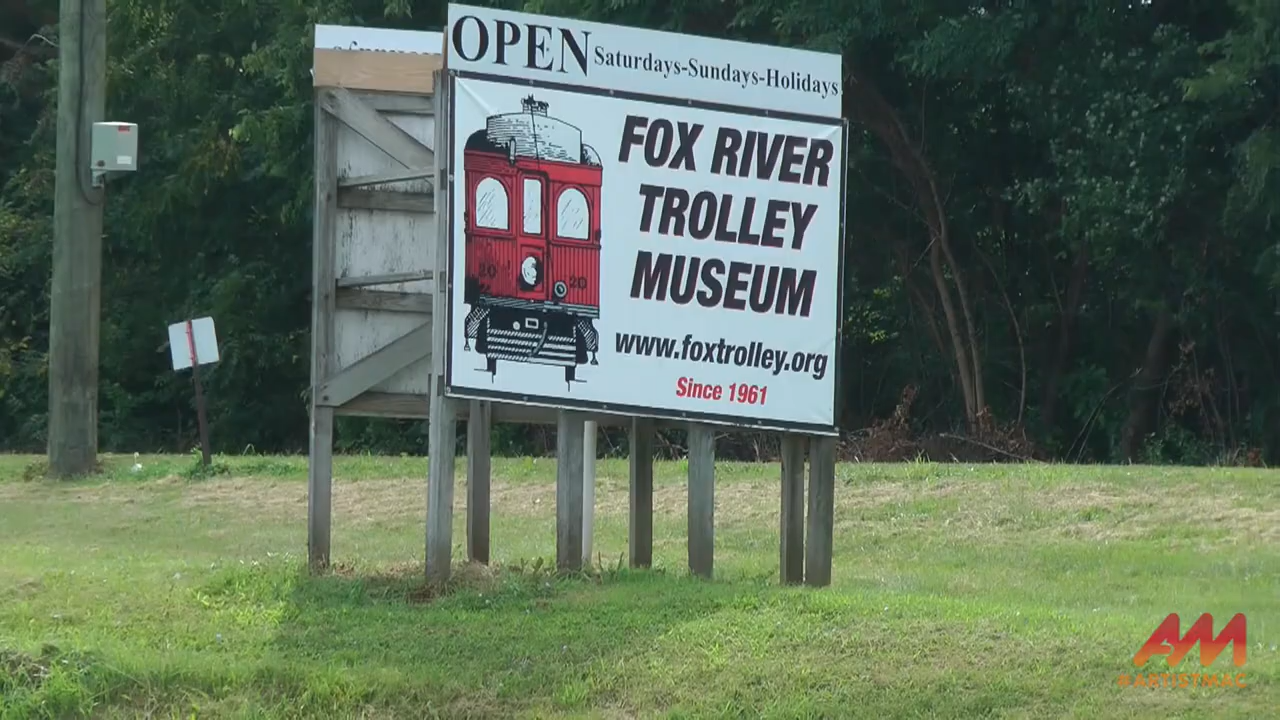 OPEN Saturdays-Sundays-Holidays
FOX RIVER
TROLLEY
MUSEUM
www.foxtrolley.org
Since 1961
20 20
AM
#ARTISTMAC